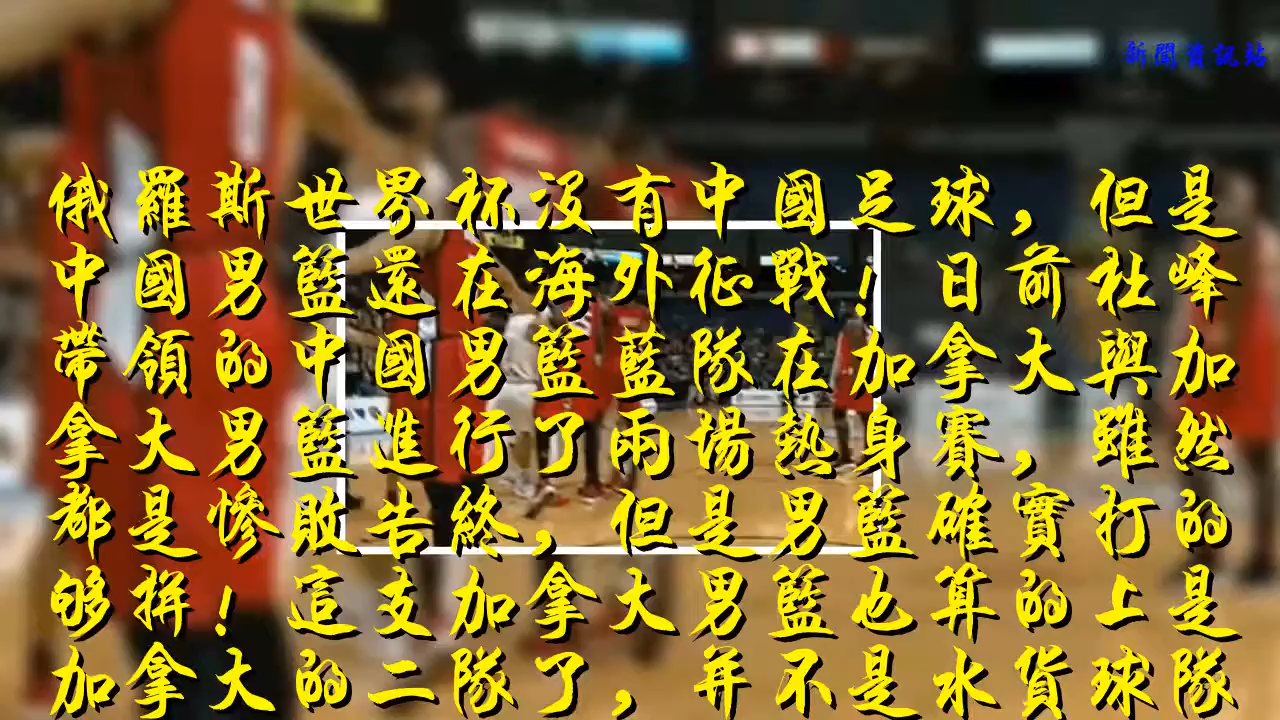 新聞資訊站
俄羅斯世界杯沒有中國足球，但是
中國男籃還在海外征戰！日前杜峰
帶領的中國男籃藍隊在加拿大與加
拿大男籃進行了兩場熱身賽，雖然
都是慘敗告終，但是男籃確實打的
够拼！這支加拿大男籃也算的上是
加拿大的二隊了，并不是水貨球隊